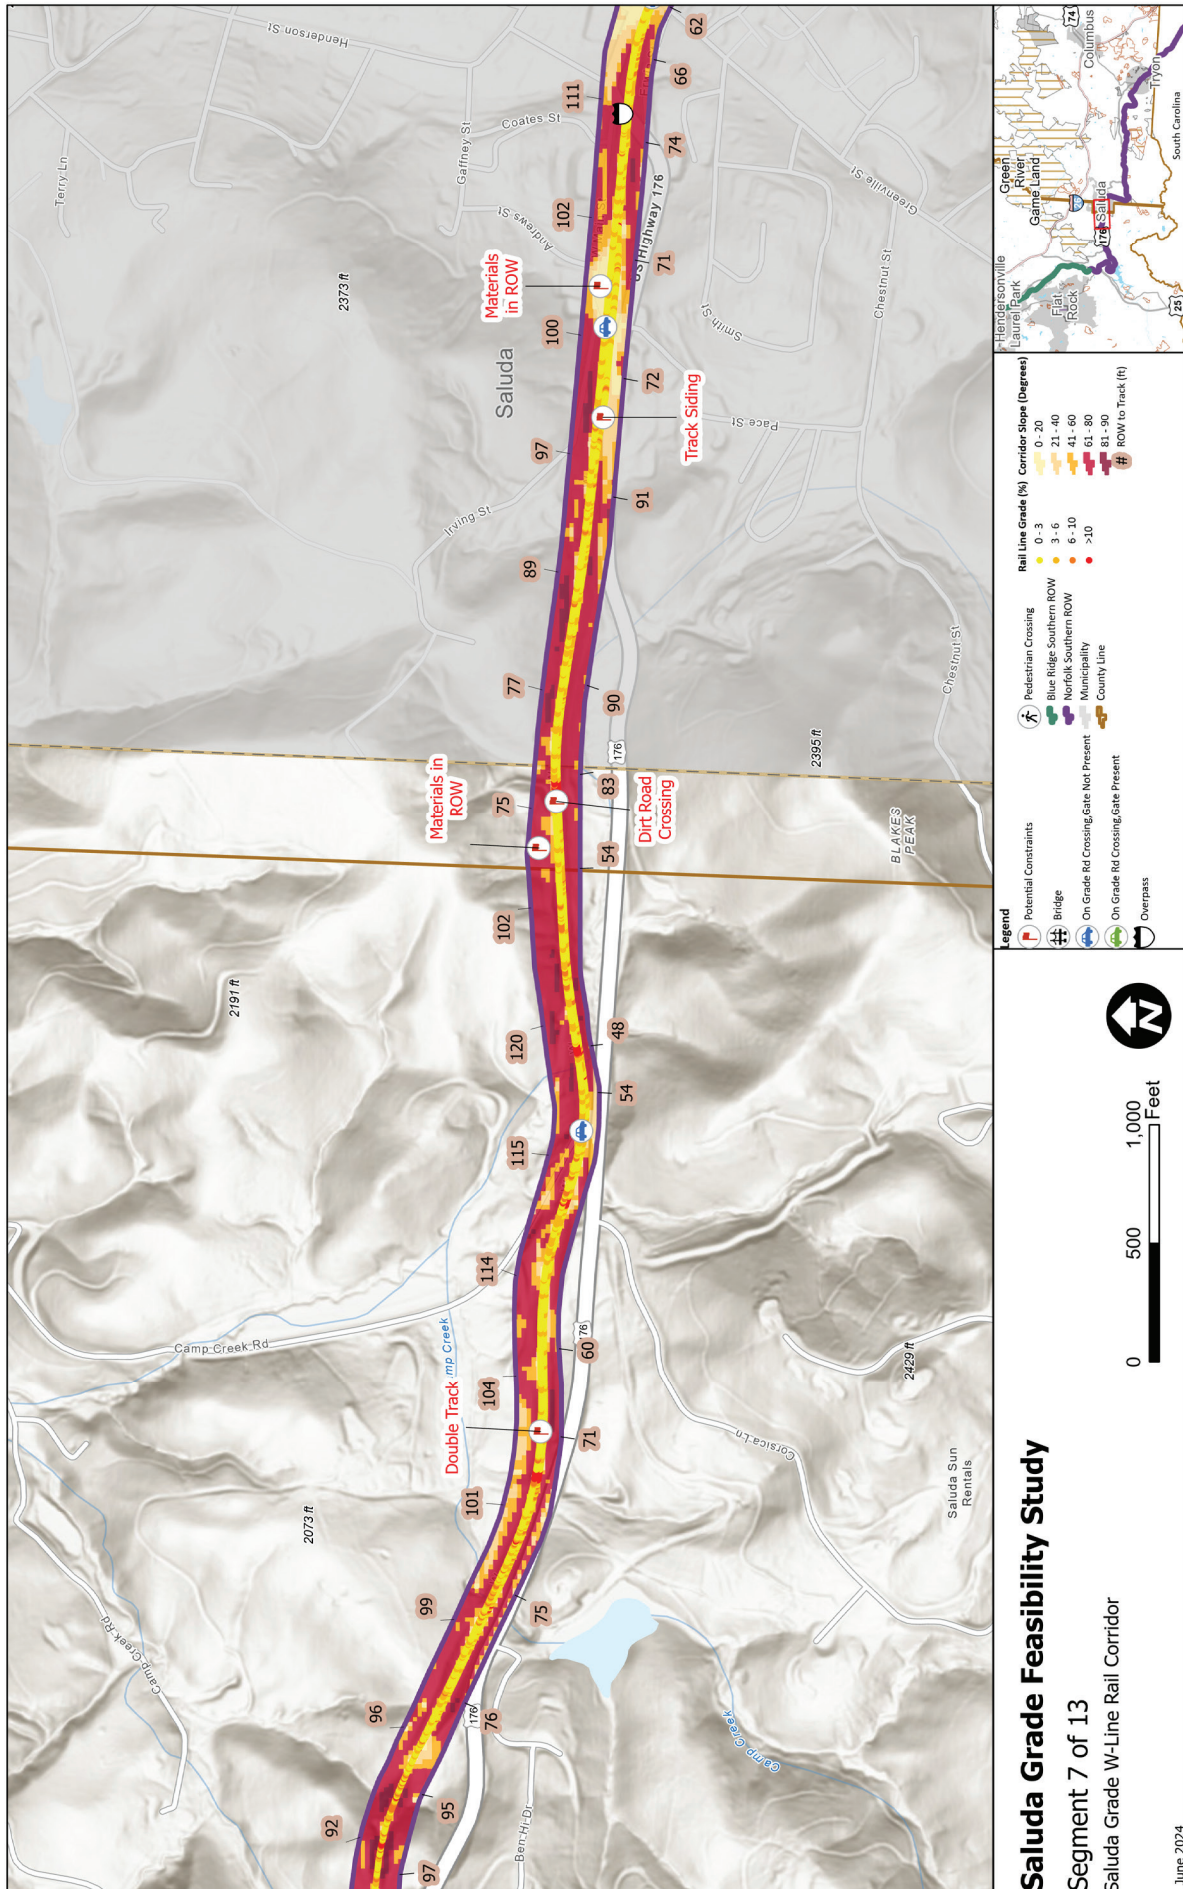 Saluda Grade Feasibility Study
Segment 7 of 13
Saluda Grade W-Line Rail Corridor
June 2024
0
500
1,000
Feet
N
Legend
Potential Constraints
Bridge
On Grade Rd Crossing,Gate Not Present
On Grade Rd Crossing,Gate Present
Overpass
Pedestrian Crossing
Blue Ridge Southern ROW
Norfolk Southern ROW
Municipality
County Line
Rail Line Grade (%)
0 - 3
3 - 6
6 - 10
>10
Corridor Slope (Degrees)
0 - 20
21 - 40
41 - 60
61 - 80
81 - 90
# ROW to Track (ft)
Hendersonville
Laurel Park
Flat
Rock
Green
River
Game Land
Saluda
176
25
74
Columbus
Tryon
South Carolina
92
96
99
101
104
114
115
120
102
75
77
89
97
100
102
111
97
95
76
75
71
60
54
48
54
83
90
91
72
71
74
66
62
Double Track
Materials in
ROW
Dirt Road
Crossing
Track Siding
Materials
in ROW
Camp Creek Rd
Camp Creek Rd
mp Creek
Camp Creek
Ben Hi Dr
Corsica Ln
Saluda Sun
Rentals
2073 ft
2191 ft
2429 ft
2373 ft
2395 ft
BLAKES
PEAK
176
76
176
Saluda
Irving St
Pace St
Smith St
Andrews St
Gaffney St
Coates St
Henderson St
Terry Ln
US Highway 176
Greenville St
Chestnut St
Chestnut St